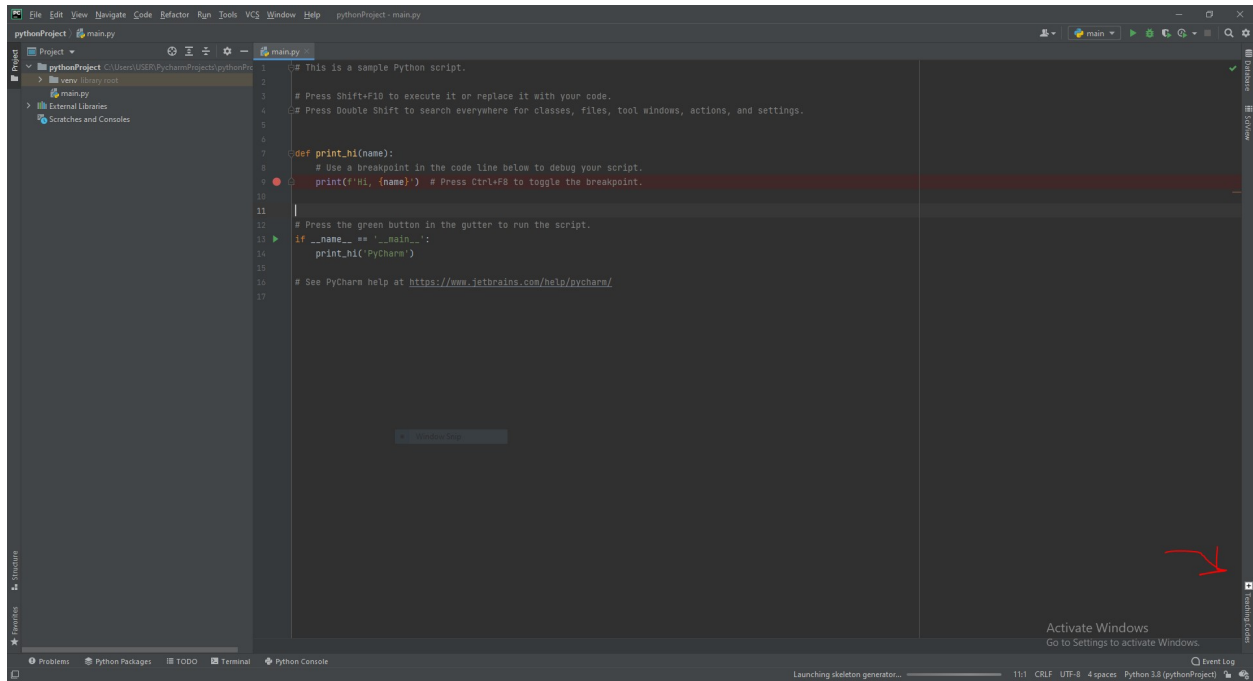 PC File Edit View Navigate Code Refactor Run Tools VCS Window Help pythonProject - main.py
pythonProject main.py
main
Project
Project
main.py
pythonProject C:\Users\USER\PycharmProjects\pythonPro
venv library root
main.py
External Libraries
Scratches and Consoles
1 # This is a sample Python script.
2
3 # Press Shift+F10 to execute it or replace it with your code.
4 # Press Double Shift to search everywhere for classes, files, tool windows, actions, and settings.
5
6
7 def print_hi(name):
8 # Use a breakpoint in the code line below to debug your script.
9 print(f'Hi, {name}') # Press Ctrl+F8 to toggle the breakpoint.
10
11
12 # Press the green button in the gutter to run the script.
13 if __name__ == '__main__':
14 print_hi('PyCharm')
15
16 # See PyCharm help at https://www.jetbrains.com/help/pycharm/
17
Window Snip
Database
SciView
Structure
Favorites
Teaching.Codes
Activate Windows
Go to Settings to activate Windows.
Problems Python Packages TODO Terminal Python Console Event Log
Launching skeleton generator... 11:1 CRLF UTF-8 4 spaces Python 3.8 (pythonProject)